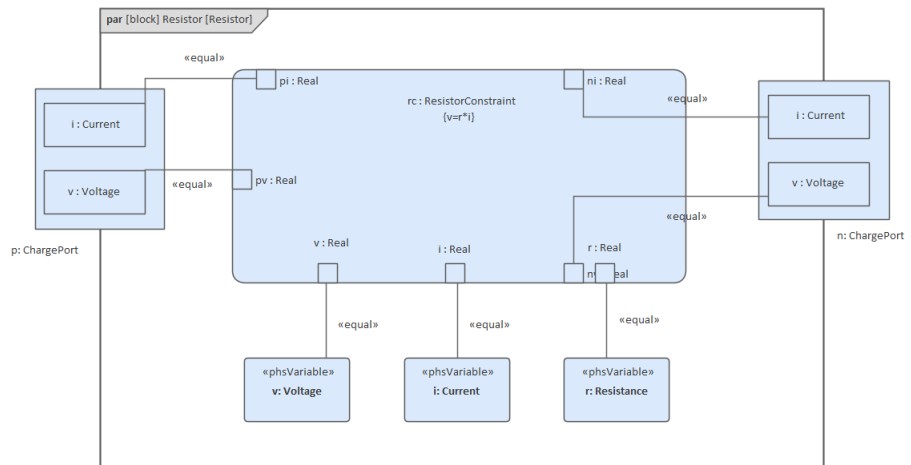 par [block] Resistor [Resistor]
«equal»
pi : Real
ni : Real
rc : ResistorConstraint
{v=r*i}
«equal»
i : Current
i : Current
v : Voltage
«equal»
pv : Real
v : Voltage
«equal»
p: ChargePort
n: ChargePort
v : Real
i : Real
r : Real
«equal»
«equal»
«equal»
«phsVariable»
v: Voltage
«phsVariable»
i: Current
«phsVariable»
r: Resistance